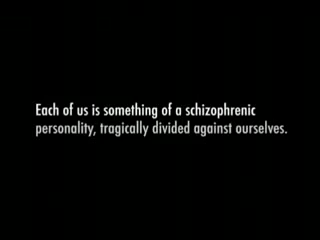 Each of us is something of a schizophrenic
personality, tragically divided against ourselves.